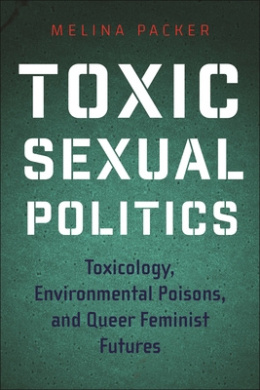 MELINA PACKER
TOXIC
SEXUAL
POLITICS
Toxicology,
Environmental Poisons,
and Queer Feminist
Futures